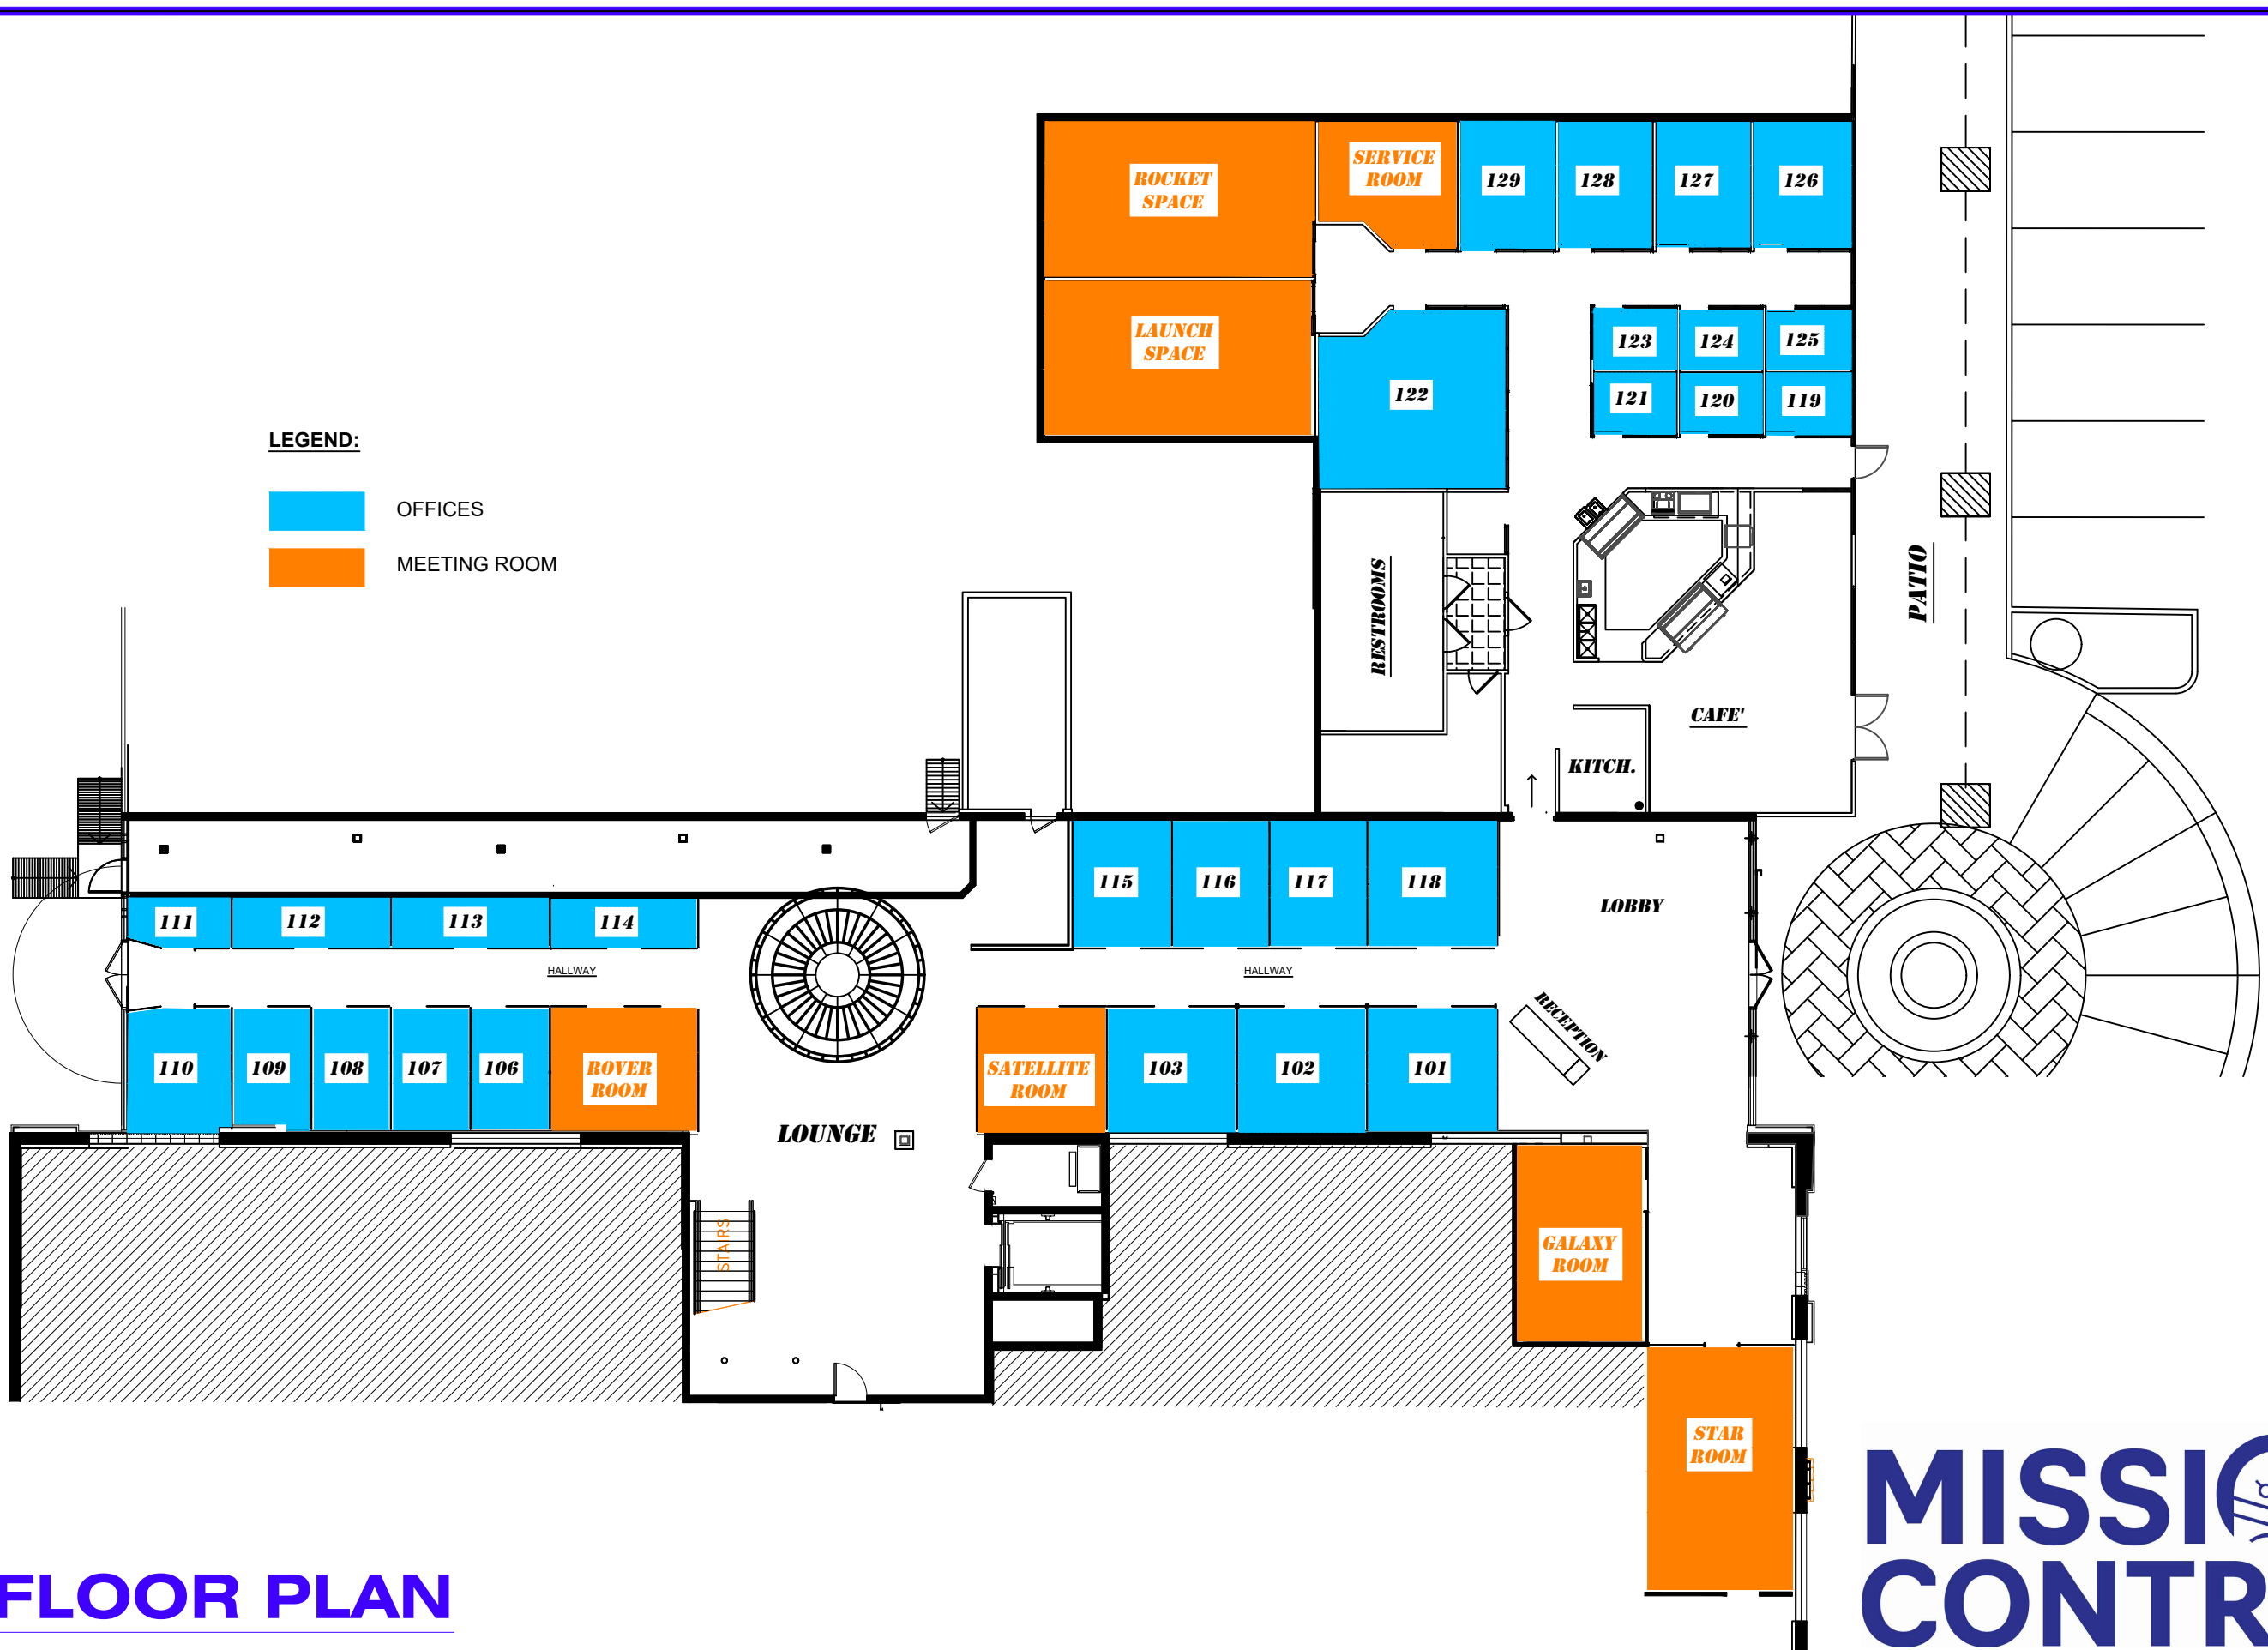 ROCKET
SPACE
SERVICE
ROOM
129
128
127
126
LAUNCH
SPACE
122
123
124
125
121
120
119
LEGEND:
OFFICES
MEETING ROOM
RESTROOMS
PATIO
CAFE'
KITCH.
115
116
117
118
LOBBY
111
112
113
114
HALLWAY
HALLWAY
RECEPTION
110
109
108
107
106
ROVER
ROOM
SATELLITE
ROOM
103
102
101
LOUNGE
STAIRS
GALAXY
ROOM
STAR
ROOM
FLOOR PLAN
MISSI
CONTR